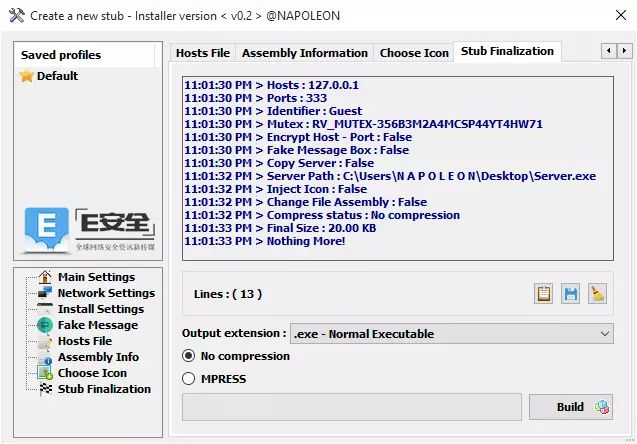 Create a new stub - Installer version < v0.2 > @NAPOLEON
Saved profiles
Default
E安全
全球网络安全资讯新传媒
Main Settings
Network Settings
Install Settings
Fake Message
Hosts File
Assembly Info
Choose Icon
Stub Finalization
Hosts File Assembly Information Choose Icon Stub Finalization
11:01:30 PM > Hosts : 127.0.0.1
11:01:30 PM > Ports : 333
11:01:30 PM > Identifier : Guest
11:01:30 PM > Mutex : RV_MUTEX-356B3M2A4MCSP44YT4HW71
11:01:30 PM > Encrypt Host - Port : False
11:01:30 PM > Fake Message Box : False
11:01:30 PM > Copy Server : False
11:01:32 PM > Server Path : C:\Users\N A P O L E O N\Desktop\Server.exe
11:01:32 PM > Inject Icon : False
11:01:32 PM > Change File Assembly : False
11:01:32 PM > Compress status : No compression
11:01:33 PM > Final Size : 20.00 KB
11:01:33 PM > Nothing More!
Lines : ( 13 )
Output extension : .exe - Normal Executable
No compression
MPRESS
Build